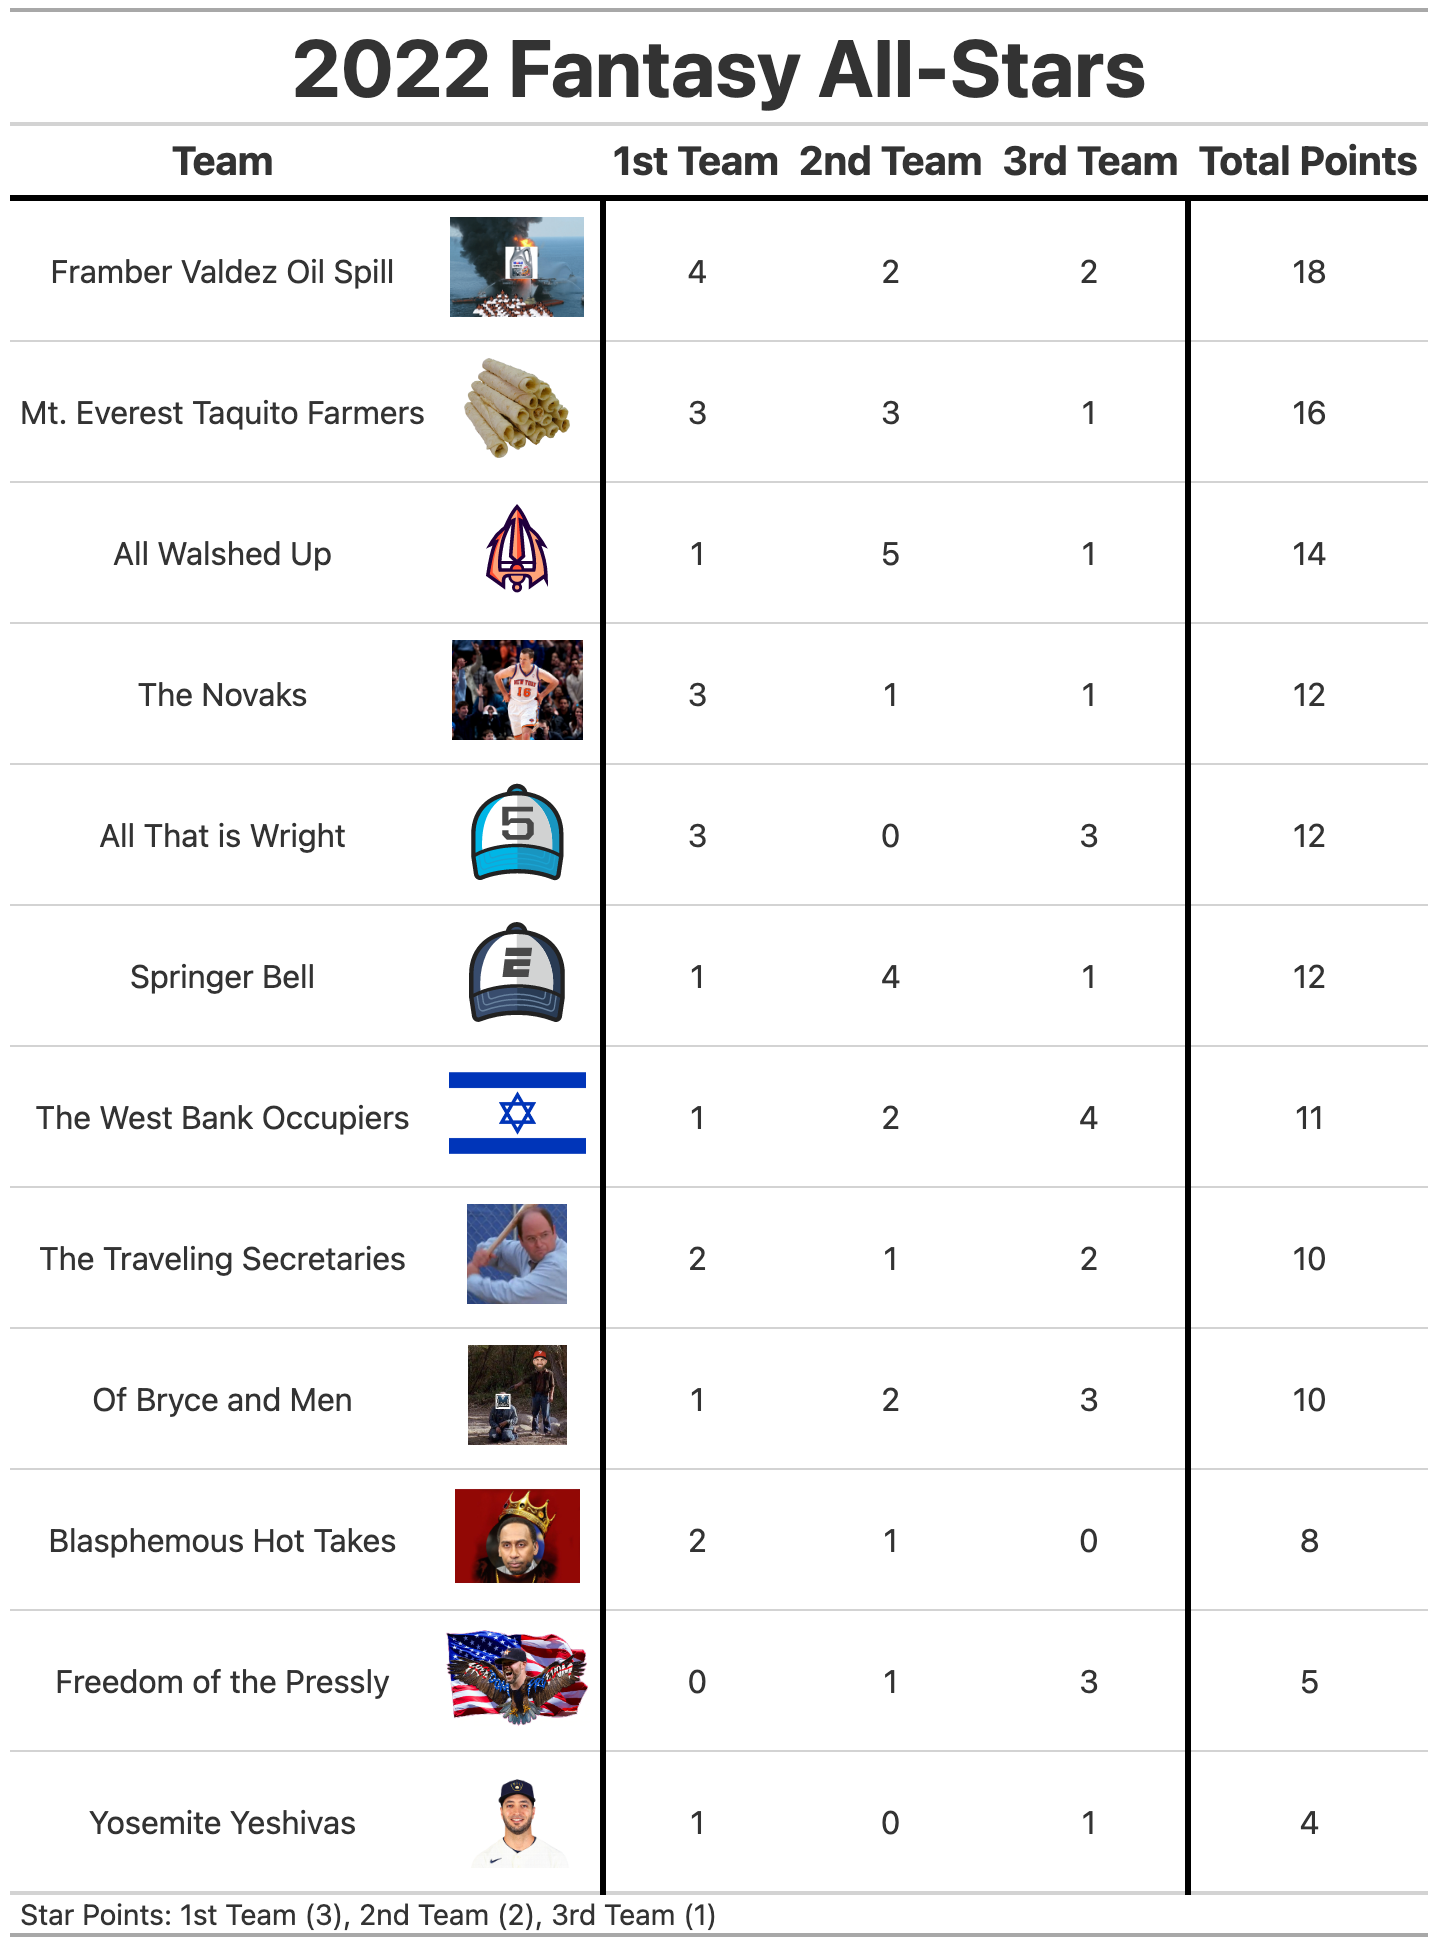 2022 Fantasy All-Stars
Team 1st Team 2nd Team 3rd Team Total Points
Framber Valdez Oil Spill 4 2 2 18
Mt. Everest Taquito Farmers 3 3 1 16
All Walshed Up 1 5 1 14
The Novaks NEW YORK 16 3 1 1 12
All That is Wright 5 3 0 3 12
Springer Bell E 1 4 1 12
The West Bank Occupiers 1 2 4 11
The Traveling Secretaries 2 1 2 10
Of Bryce and Men 1 2 3 10
Blasphemous Hot Takes 2 1 0 8
Freedom of the Pressly 0 1 3 5
Yosemite Yeshivas 1 0 1 4
Star Points: 1st Team (3), 2nd Team (2), 3rd Team (1)